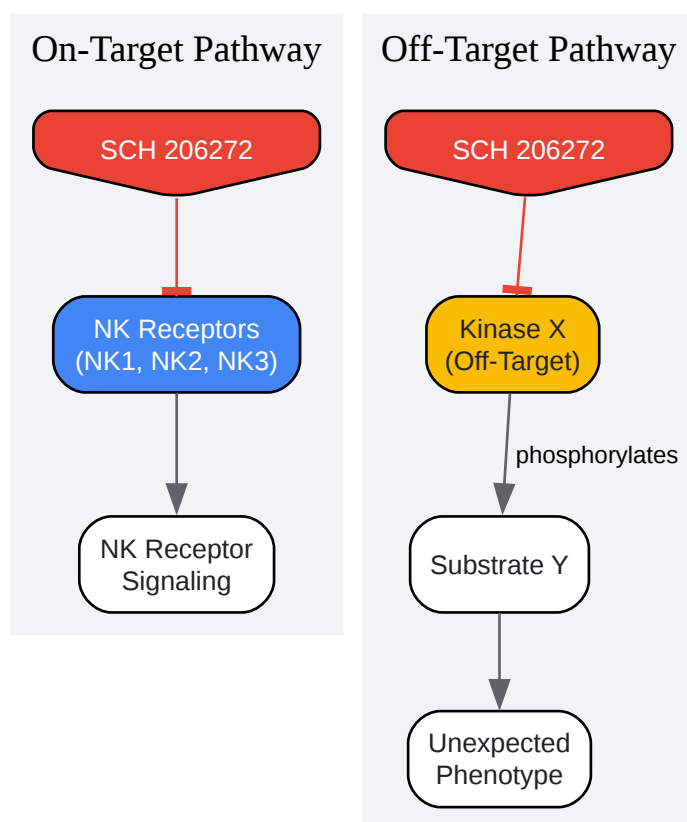 On-Target Pathway
SCH 206272
NK Receptors
(NK1, NK2, NK3)
NK Receptor
Signaling
Off-Target Pathway
SCH 206272
Kinase X
(Off-Target)
phosphorylates
Substrate Y
Unexpected
Phenotype